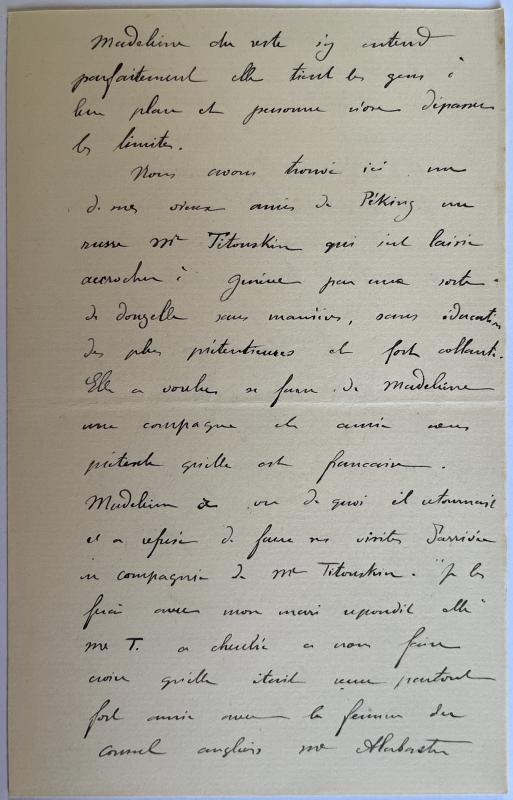 Madeleine du reste s'y entend
parfaitement elle tient les gens à
leur place et personne n'ose dépasser
les limites.
Nous avons trouvé ici un
de mes vieux amis de Péking un
russe Mr Titouskin qui s'est laissé
accrocher à Genève par une sorte
de donzelle sans manières, sans éducation
des plus prétentieuses et fort collante.
Elle a voulu se faire de Madeleine
une compagne et amie sous
prétexte qu'elle est française.
Madeleine a vu de quoi il retournait
et a refusé de faire ses visites d'arrivée
en compagnie de Mme Titouskin. "Je les
ferai avec mon mari répondit elle"
Me T. a cherché a nous faire
croire qu'elle était reçue partout
fort amie avec la femme du
consul anglais Me Alabaster